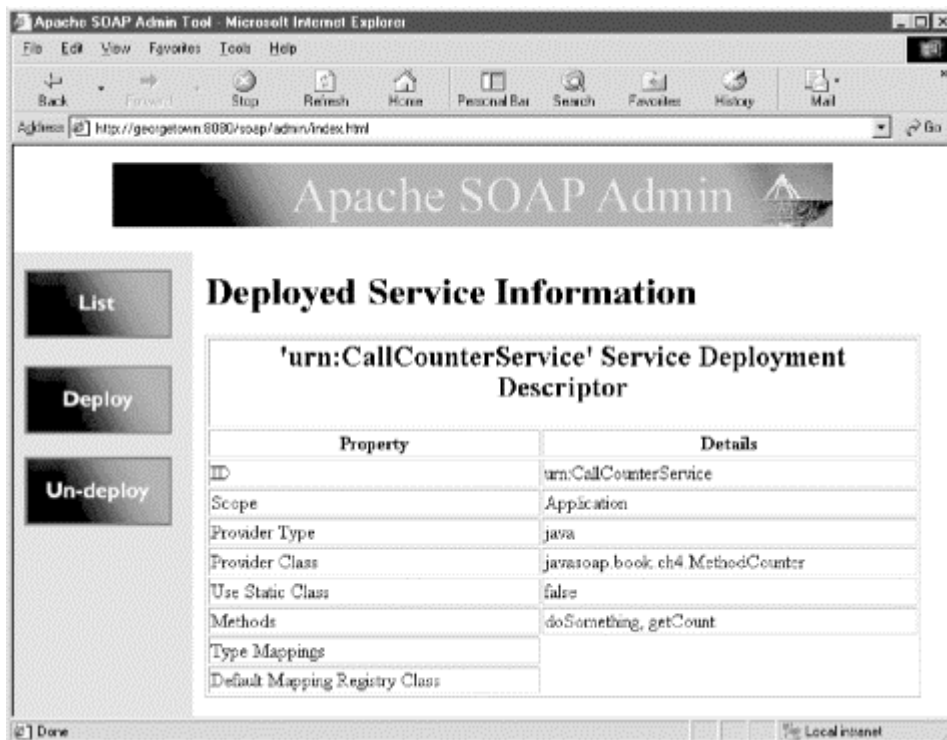 Apache SOAP Admin Tool - Microsoft Internet Explorer
File Edit View Favorites Tools Help
Back Forward Stop Refresh Home Personal Bar Search Favorites History Mail
Address http://georgetown:8080/soap/admin/index.html Go
Apache SOAP Admin
List
Deploy
Un-deploy
Deployed Service Information
'urn:CallCounterService' Service Deployment
Descriptor
Property Details
ID urn:CallCounterService
Scope Application
Provider Type java
Provider Class javasoap.book.ch4.MethodCounter
Use Static Class false
Methods doSomething, getCount
Type Mappings
Default Mapping Registry Class
Done Local intranet